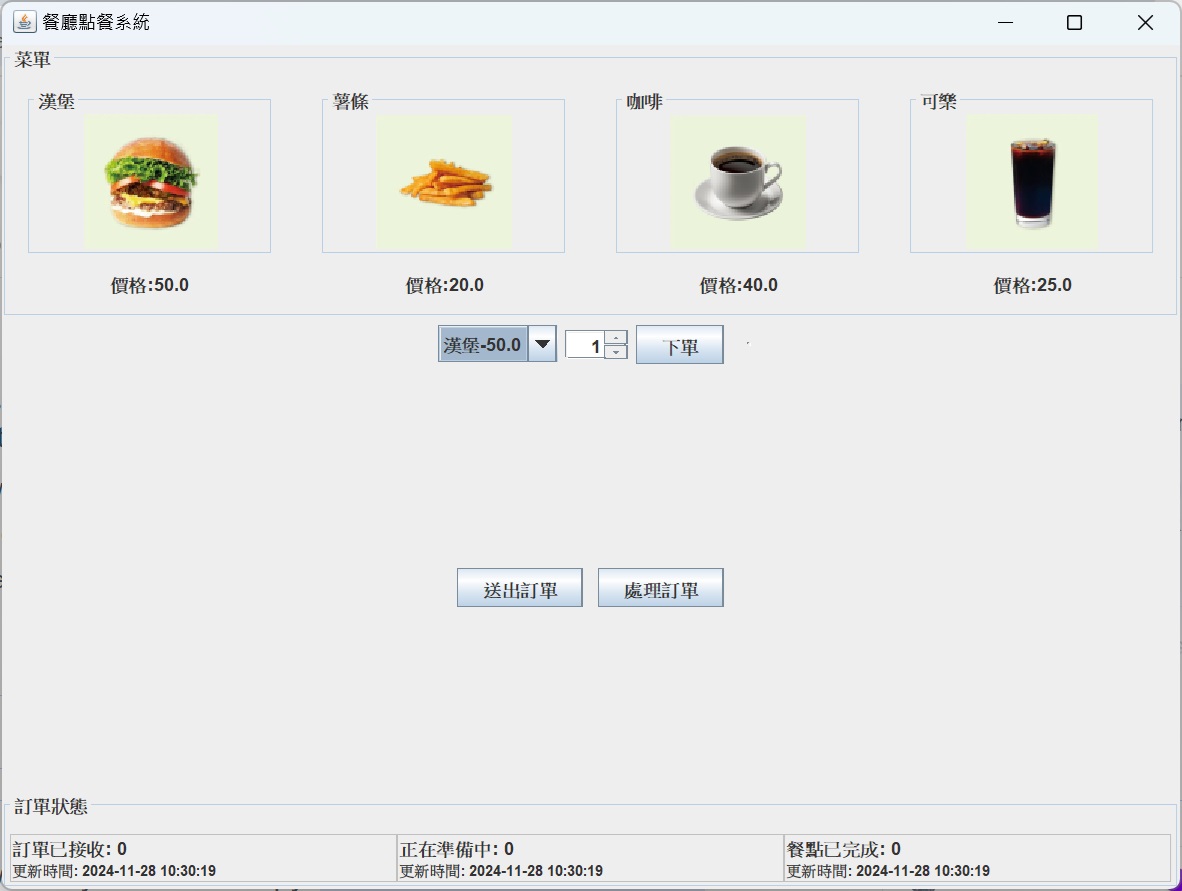 餐廳點餐系統
菜單
漢堡
薯條
咖啡
可樂
價格:50.0
價格:20.0
價格:40.0
價格:25.0
漢堡-50.0
1
下單
送出訂單
處理訂單
訂單狀態
訂單已接收: 0
更新時間: 2024-11-28 10:30:19
正在準備中: 0
更新時間: 2024-11-28 10:30:19
餐點已完成: 0
更新時間: 2024-11-28 10:30:19